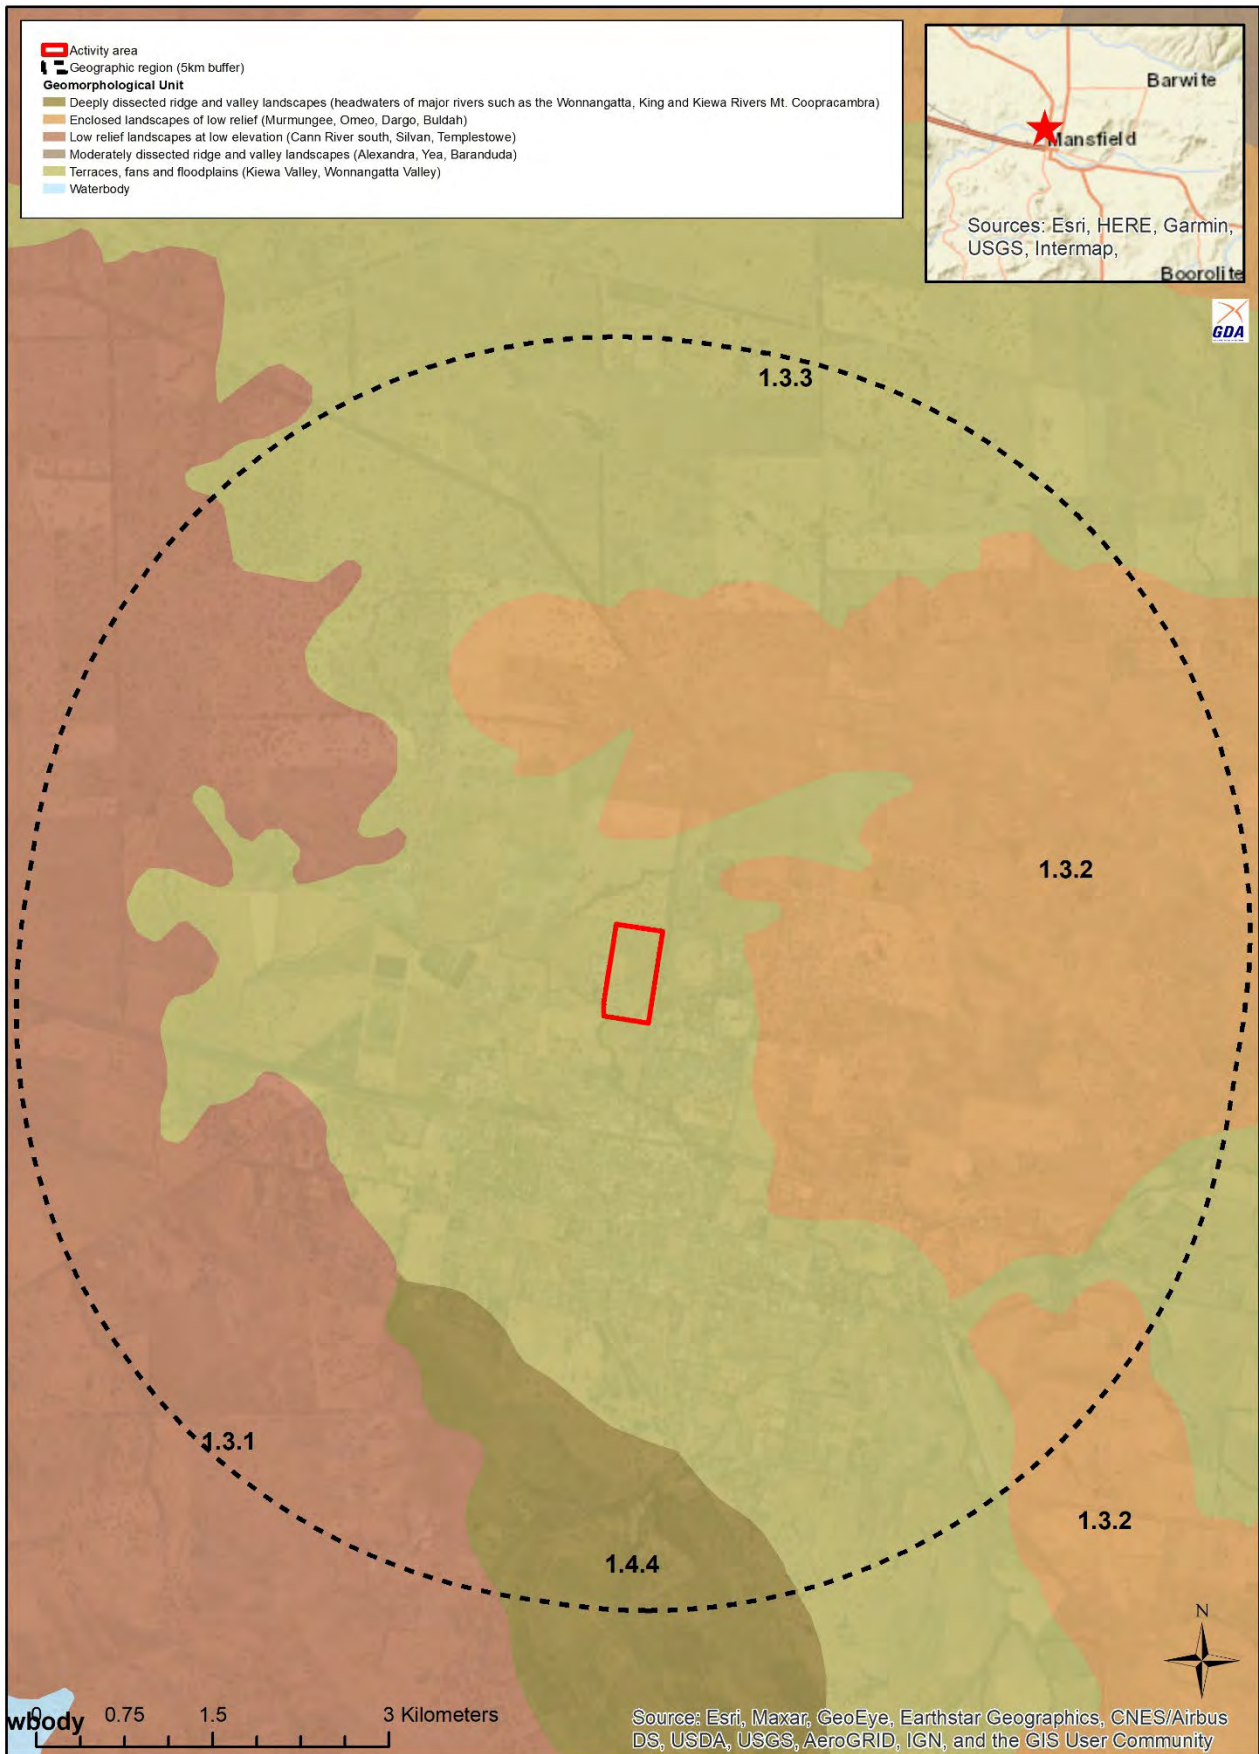 Activity area
Geographic region (5km buffer)
Geomorphological Unit
Deeply dissected ridge and valley landscapes (headwaters of major rivers such as the Wonnangatta, King and Kiewa Rivers Mt. Coopracambra)
Enclosed landscapes of low relief (Murmungee, Omeo, Dargo, Buldah)
Low relief landscapes at low elevation (Cann River south, Silvan, Templestowe)
Moderately dissected ridge and valley landscapes (Alexandra, Yea, Baranduda)
Terraces, fans and floodplains (Kiewa Valley, Wonnangatta Valley)
Waterbody
Barwite
Mansfield
Sources: Esri, HERE, Garmin,
USGS, Intermap,
Boorolite
GDA
1.3.3
1.3.2
1.3.1
1.3.2
1.4.4
N
0 0.75 1.5 3 Kilometers
wbody
Source: Esri, Maxar, GeoEye, Earthstar Geographics, CNES/Airbus
DS, USDA, USGS, AeroGRID, IGN, and the GIS User Community